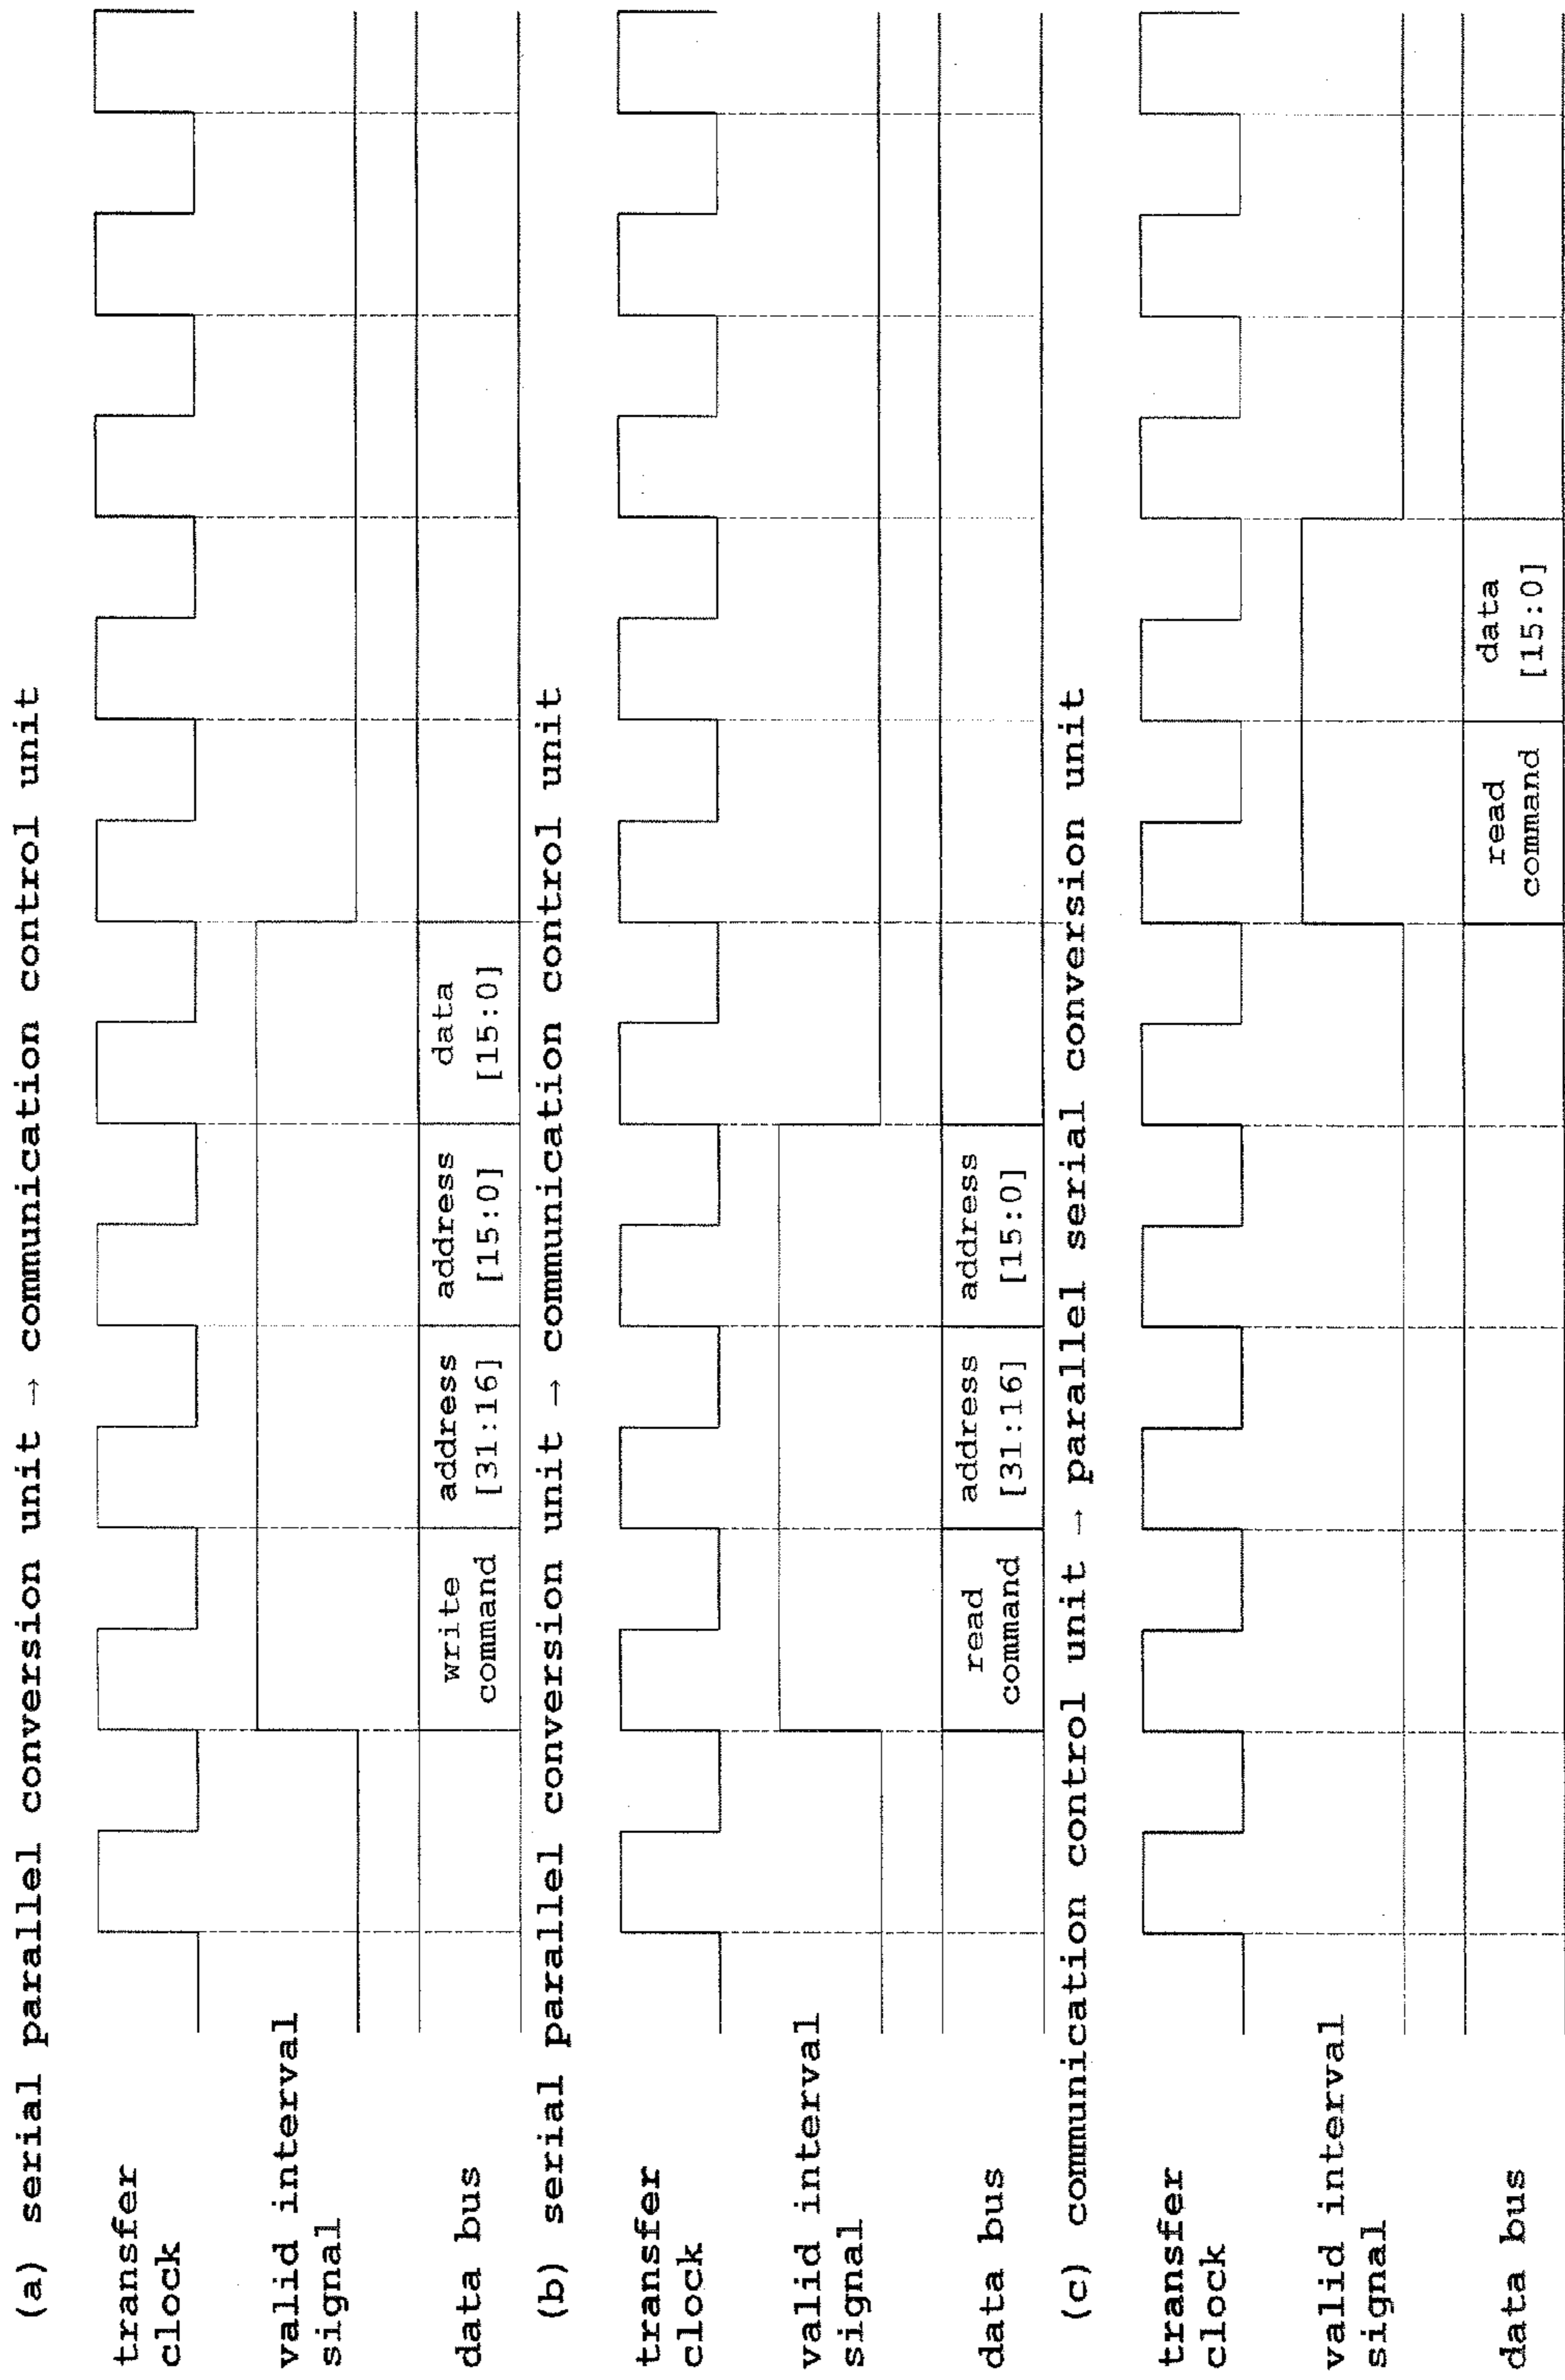 (a) serial parallel conversion unit → communication control unit
transfer
clock
valid interval
signal
data bus
write
command
address
[31:16]
address
[15:0]
data
[15:0]
(b) serial parallel conversion unit → communication control unit
transfer
clock
valid interval
signal
data bus
read
command
address
[31:16]
address
[15:0]
(c) communication control unit → parallel serial conversion unit
transfer
clock
valid interval
signal
data bus
read
command
data
[15:0]